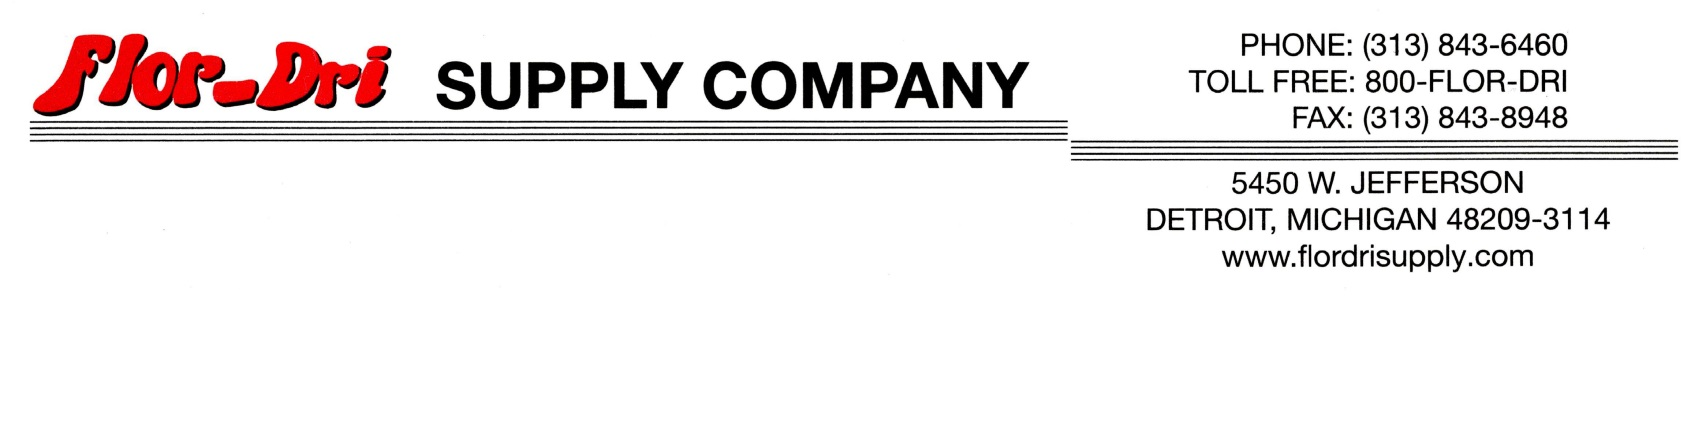 Flor-Dri SUPPLY COMPANY
PHONE: (313) 843-6460
TOLL FREE: 800-FLOR-DRI
FAX: (313) 843-8948
5450 W. JEFFERSON
DETROIT, MICHIGAN 48209-3114
www.flordrisupply.com